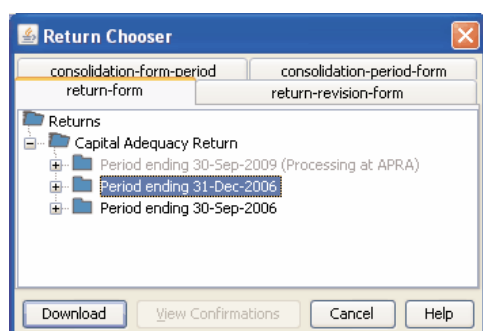 Return Chooser
consolidation-form-period consolidation-period-form
return-form return-revision-form
Returns
Capital Adequacy Return
Period ending 30-Sep-2009 (Processing at APRA)
Period ending 31-Dec-2006
Period ending 30-Sep-2006
Download View Confirmations Cancel Help